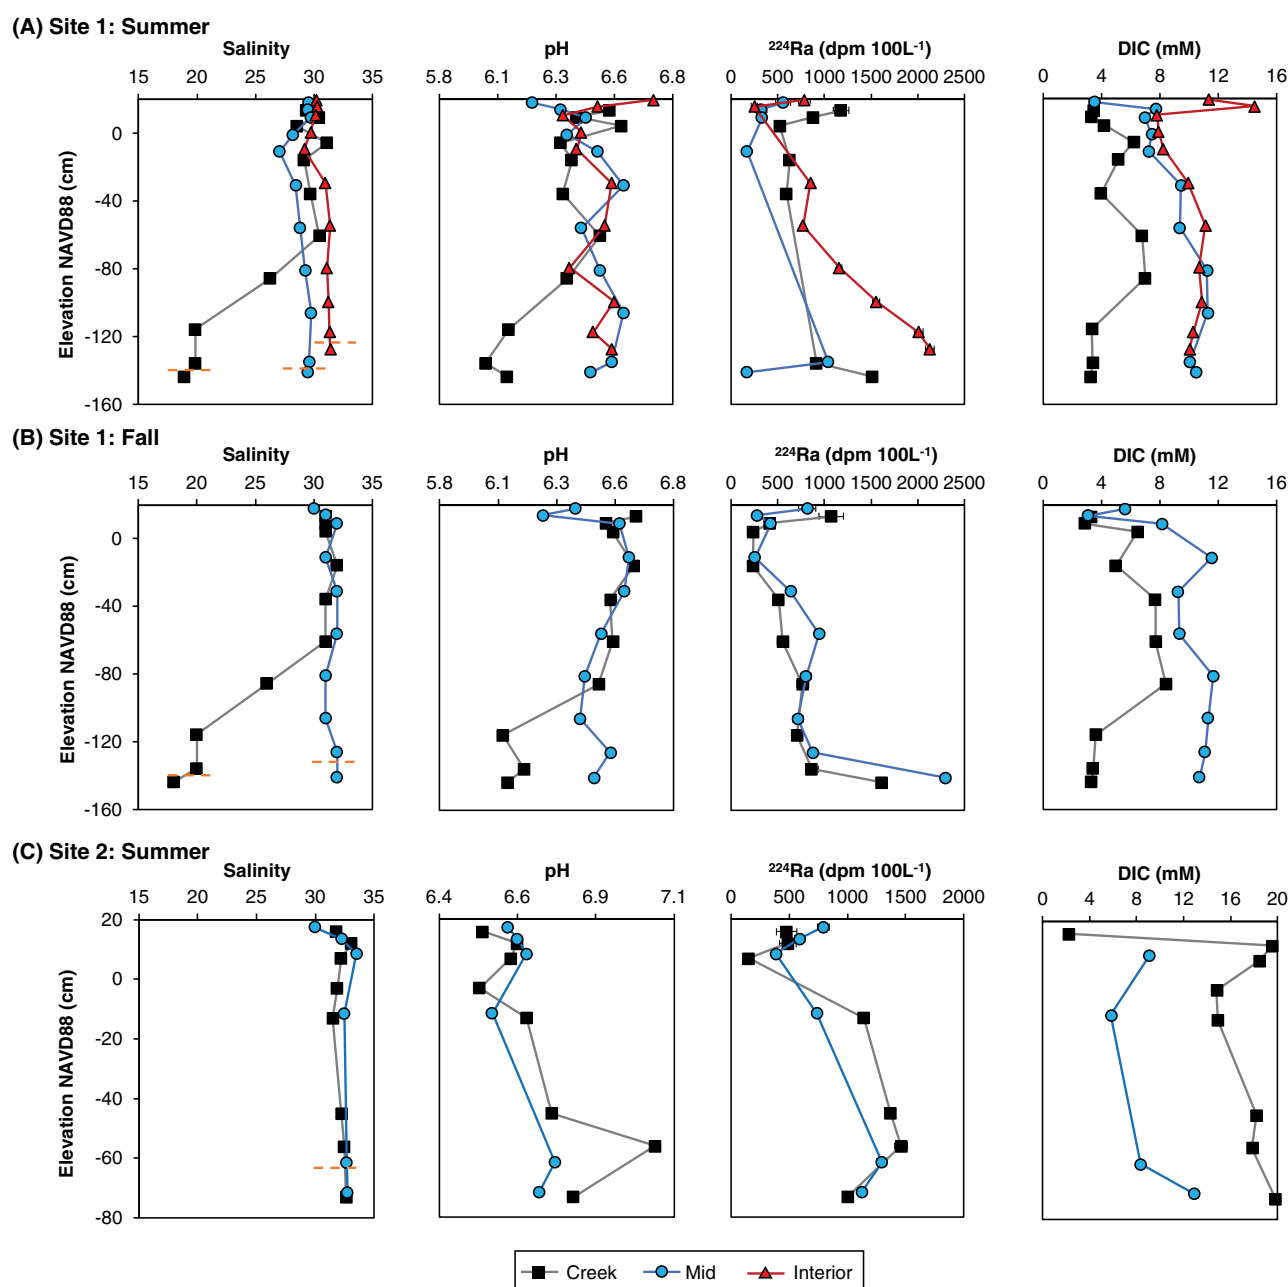 (A) Site 1: Summer
Salinity pH ²²⁴Ra (dpm 100L⁻¹) DIC (mM)
15 20 25 30 35 5.8 6.1 6.3 6.6 6.8 0 500 1000 1500 2000 2500 0 4 8 12 16
Elevation NAVD88 (cm)
0
-40
-80
-120
-160
(B) Site 1: Fall
Salinity pH ²²⁴Ra (dpm 100L⁻¹) DIC (mM)
15 20 25 30 35 5.8 6.1 6.3 6.6 6.8 0 500 1000 1500 2000 2500 0 4 8 12 16
Elevation NAVD88 (cm)
0
-40
-80
-120
-160
(C) Site 2: Summer
Salinity pH ²²⁴Ra (dpm 100L⁻¹) DIC (mM)
15 20 25 30 35 6.4 6.6 6.9 7.1 0 500 1000 1500 2000 0 4 8 12 16 20
Elevation NAVD88 (cm)
20
0
-20
-40
-60
-80
Creek Mid Interior